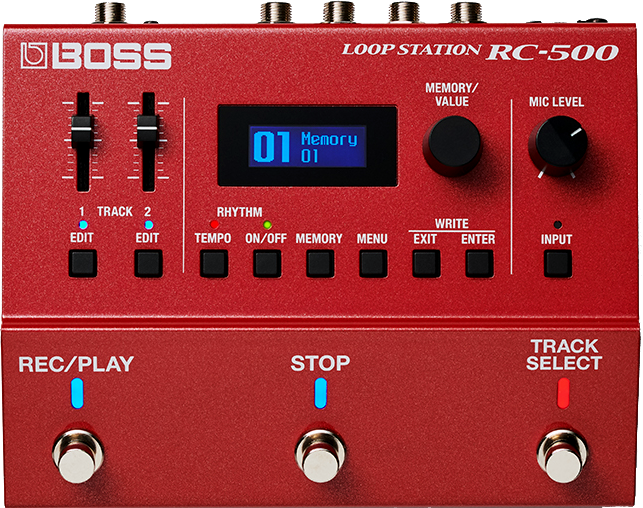 BOSS
LOOP STATION RC-500
MEMORY/
VALUE
MIC LEVEL
01 Memory
01
1 TRACK 2
EDIT
EDIT
RHYTHM
TEMPO
ON/OFF
MEMORY
MENU
WRITE
EXIT
ENTER
INPUT
REC/PLAY
STOP
TRACK
SELECT